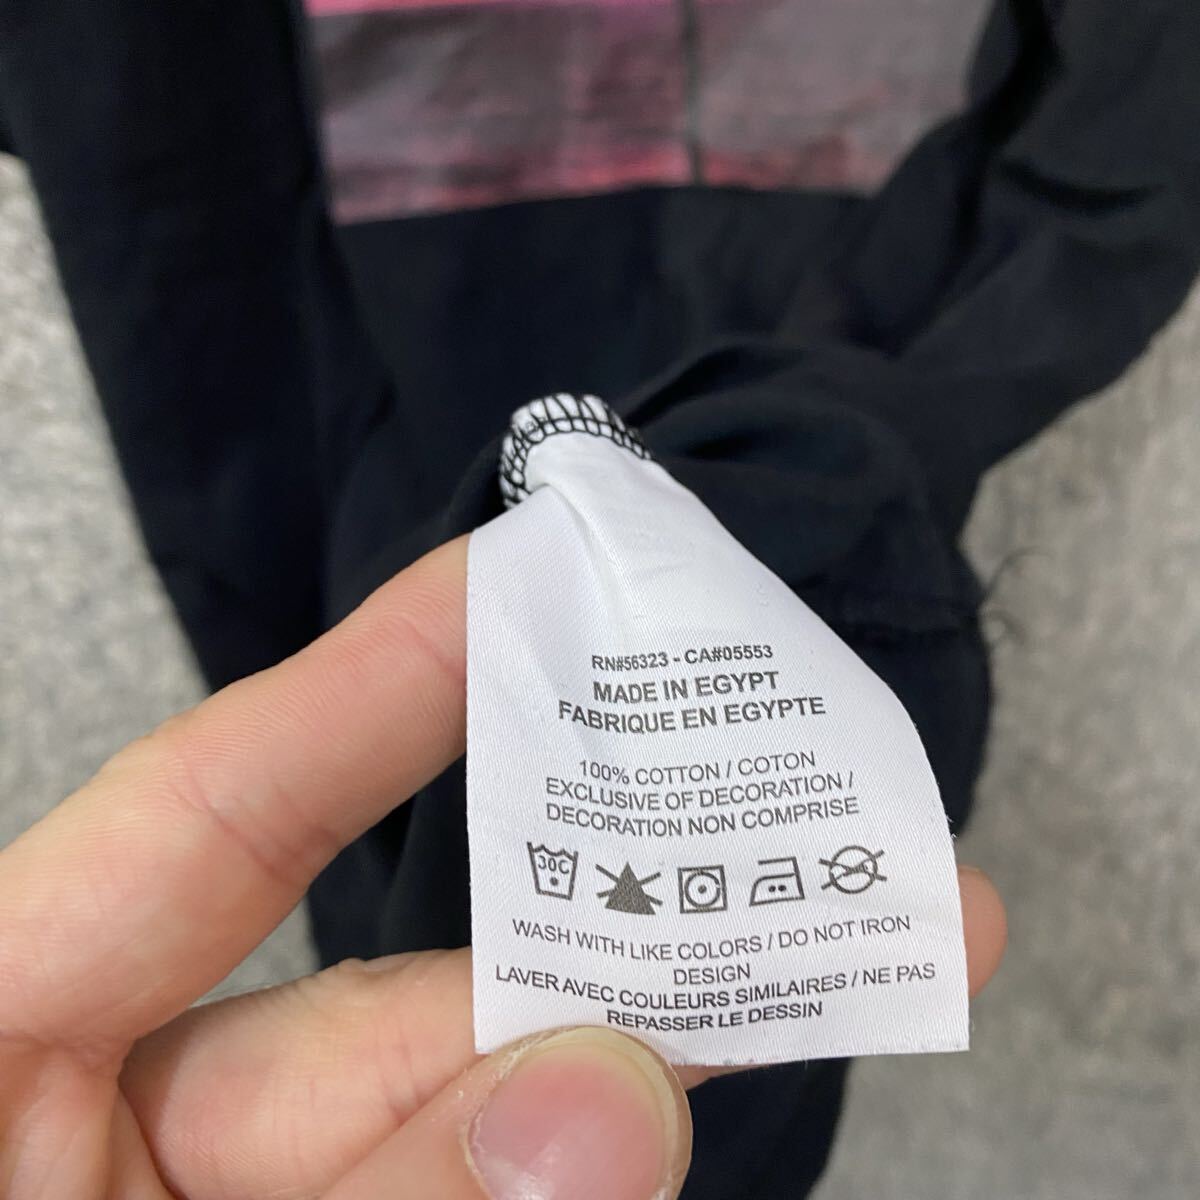 RN#56323 - CA#05553
MADE IN EGYPT
FABRIQUE EN EGYPTE
100% COTTON / COTON
EXCLUSIVE OF DECORATION /
DECORATION NON COMPRISE
30C
WASH WITH LIKE COLORS / DO NOT IRON
DESIGN
LAVER AVEC COULEURS SIMILAIRES / NE PAS
REPASSER LE DESSIN